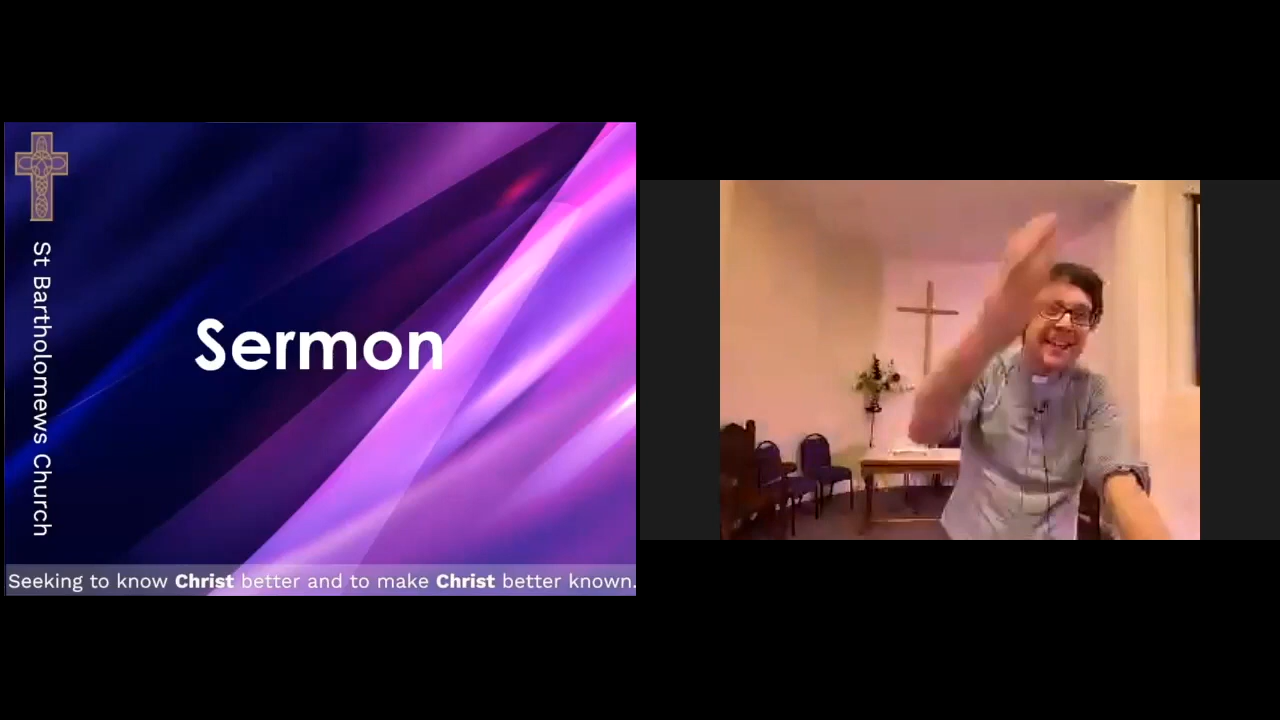 St Bartholomews Church
Sermon
Seeking to know Christ better and to make Christ better known.